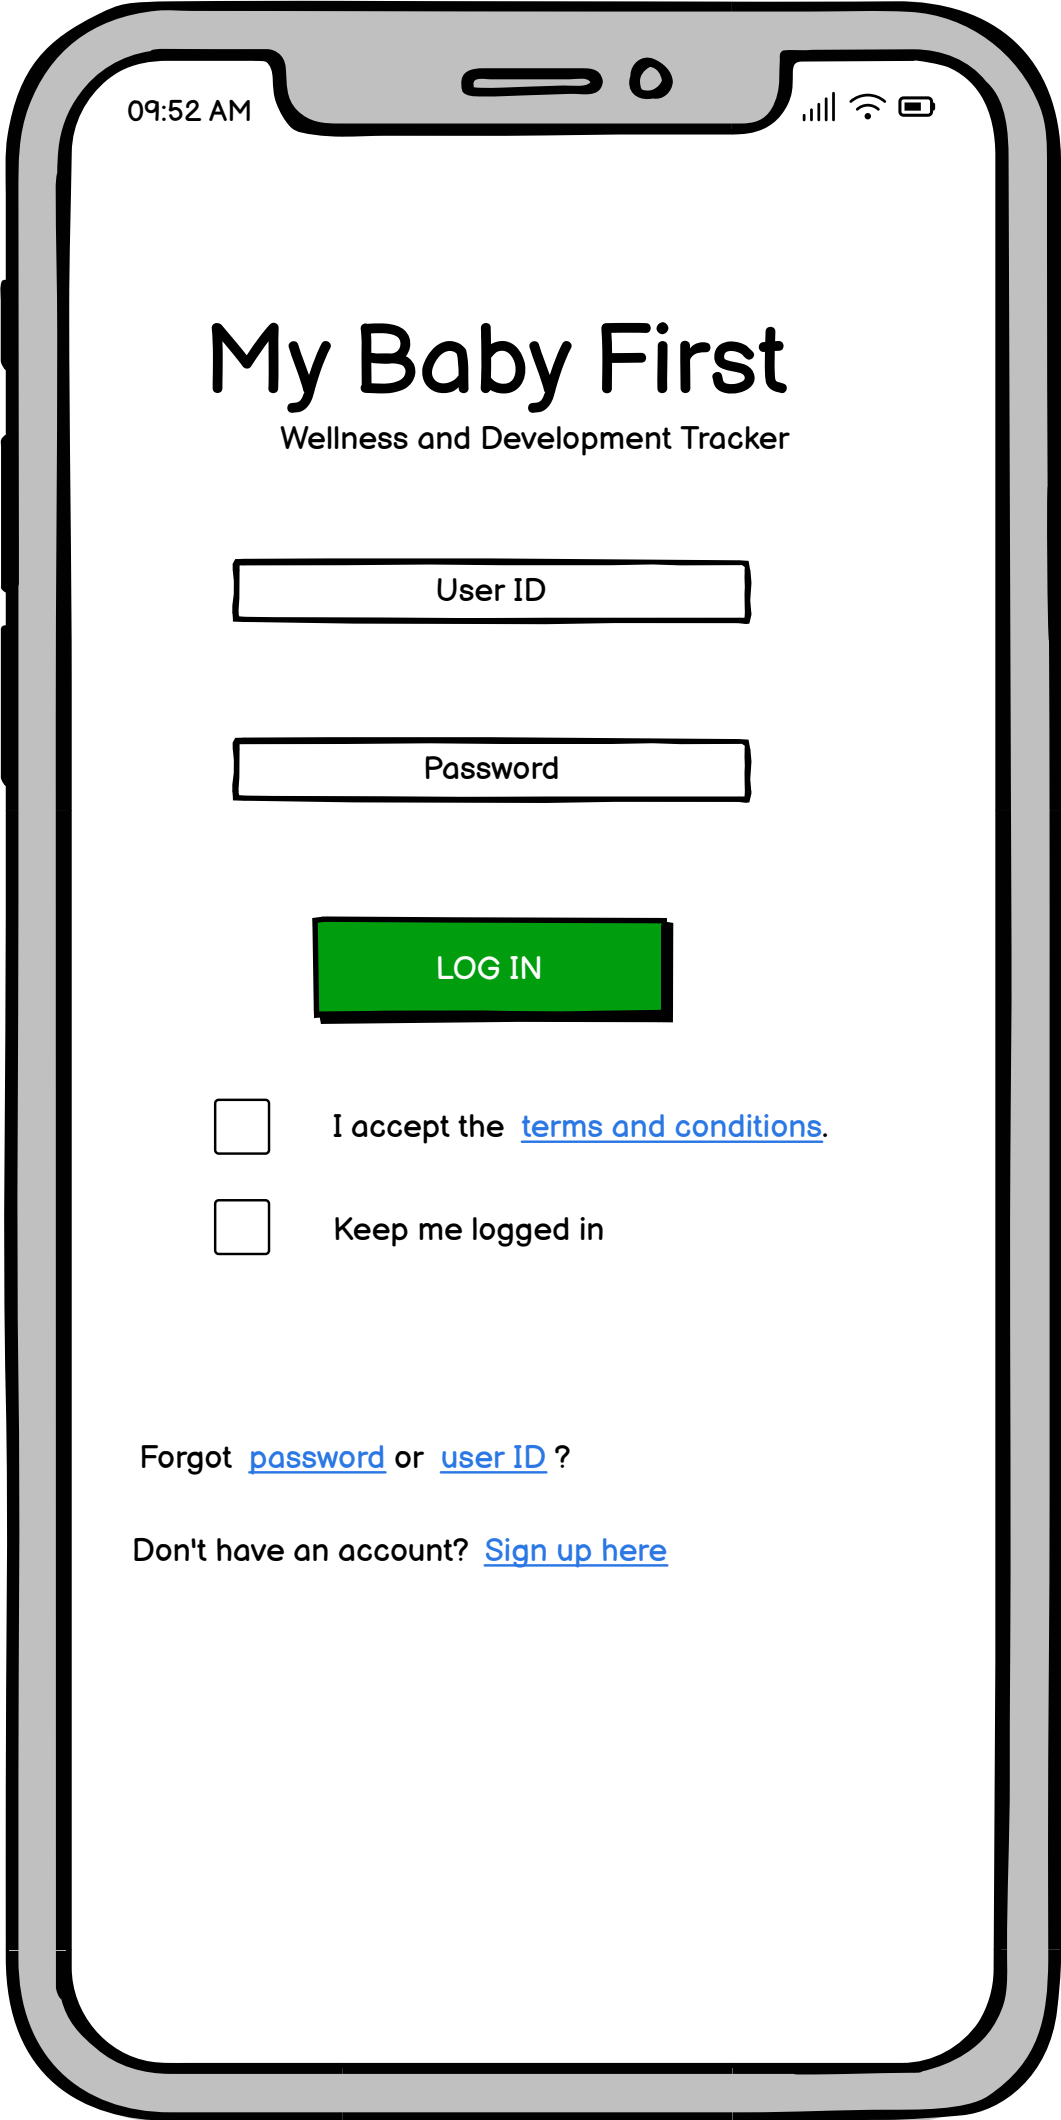 09:52 AM
My Baby First
Wellness and Development Tracker
User ID
Password
LOG IN
I accept the terms and conditions.
Keep me logged in
Forgot password or user ID ?
Don't have an account? Sign up here